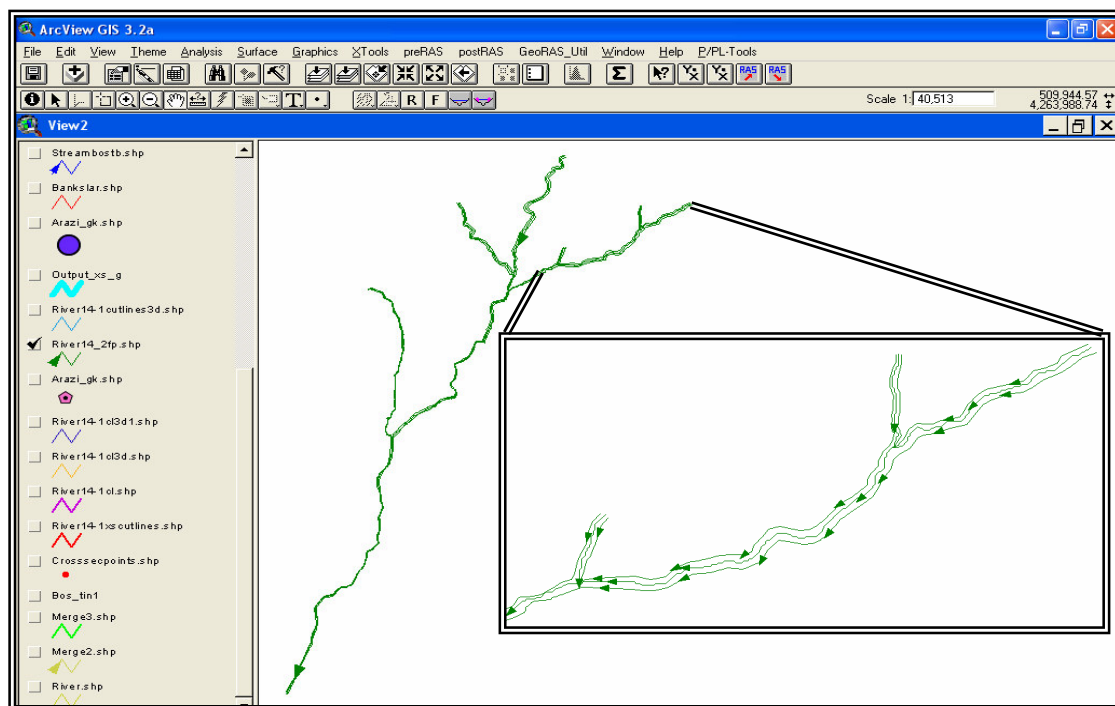 ArcView GIS 3.2a
File Edit View Theme Analysis Surface Graphics XTools preRAS postRAS GeoRAS_Util Window Help P/PL-Tools
Σ ? Y X Y X RAS RAS
T R F Scale 1: 40,513 509,944.57
4,263,988.74
View2
Streambostb.shp
Bankslar.shp
Arazi_gk.shp
Output_xs_g
River14-1cutlines3d.shp
River14_2fp.shp
Arazi_gk.shp
River14-1cl3d1.shp
River14-1cl3d.shp
River14-1cl.shp
River14-1xscutlines.shp
Crosssecpoints.shp
Bos_tin1
Merge3.shp
Merge2.shp
River.shp